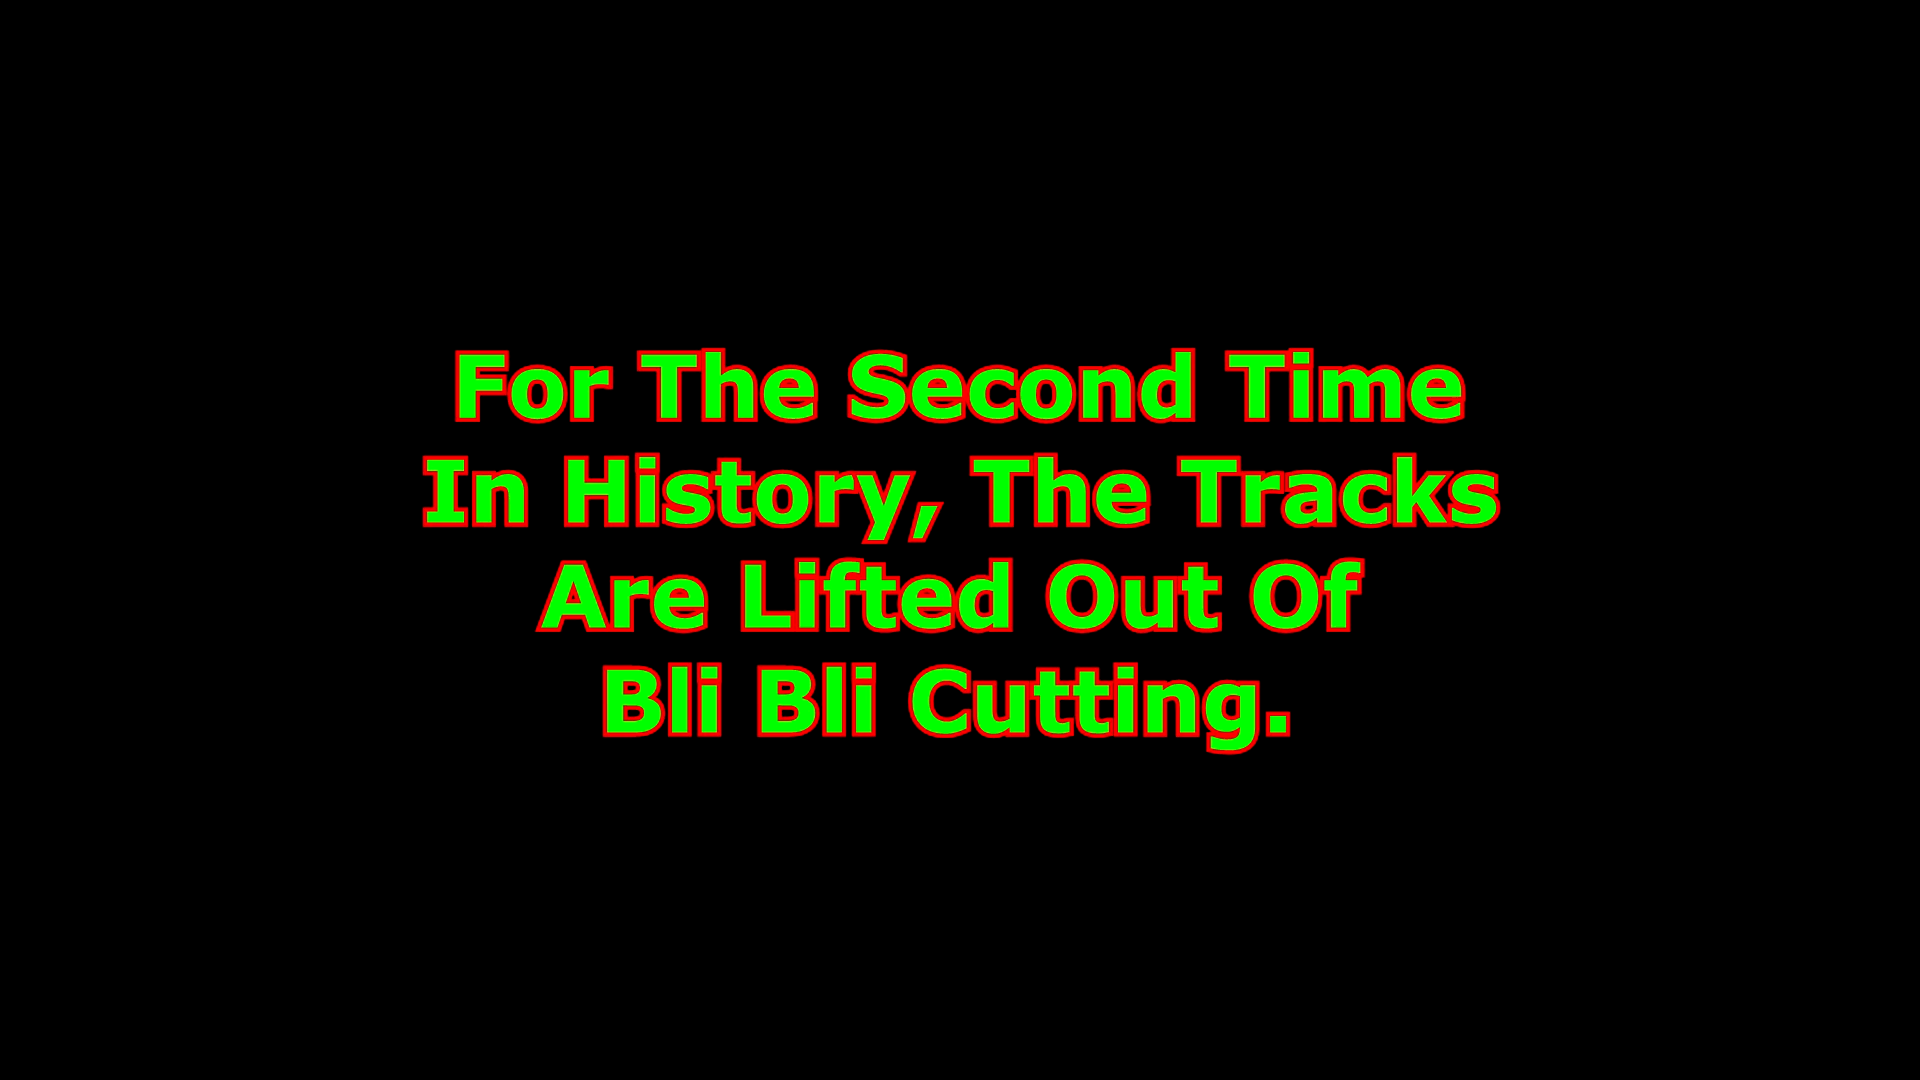 For The Second Time
In History, The Tracks
Are Lifted Out Of
Bli Bli Cutting.